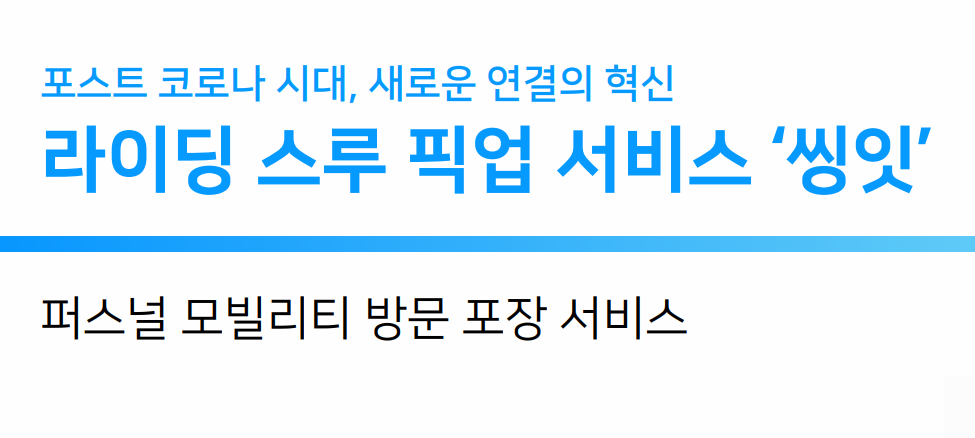 포스트 코로나 시대, 새로운 연결의 혁신
라이딩 스루 픽업 서비스 ‘씽잇’
퍼스널 모빌리티 방문 포장 서비스